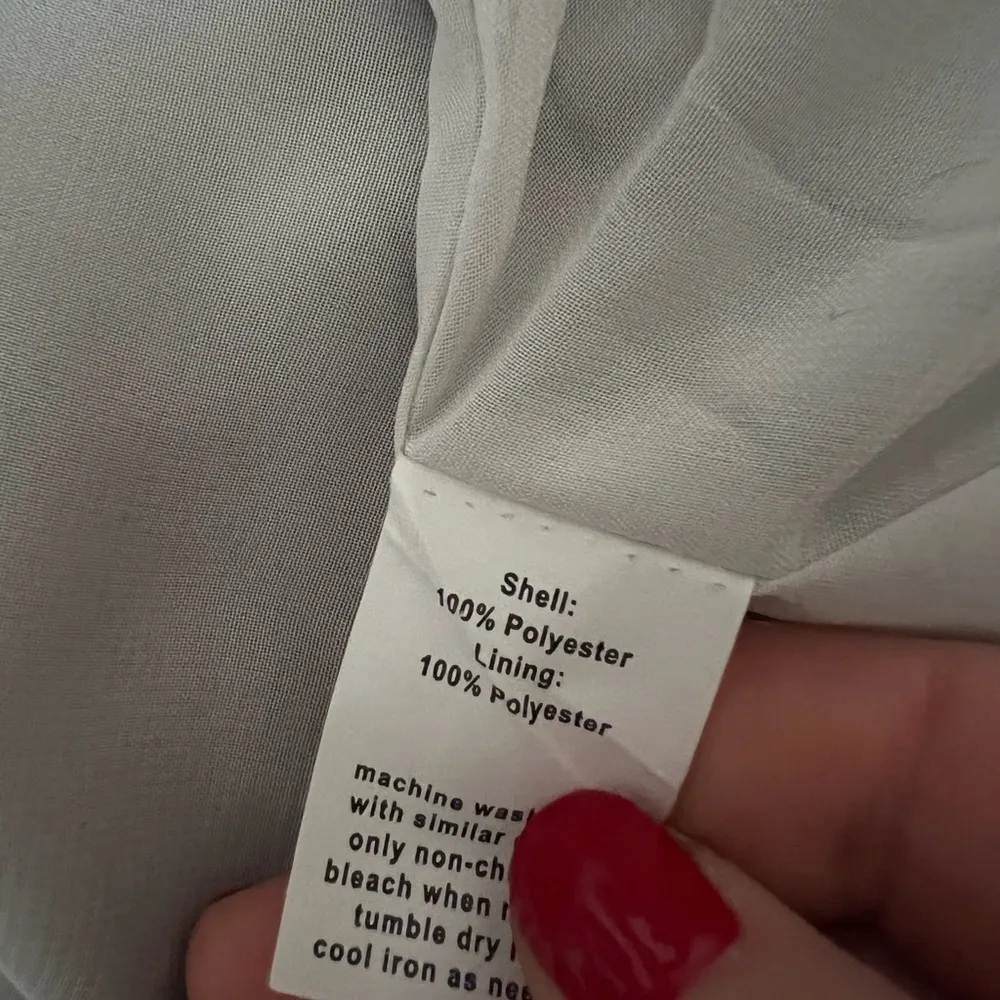 Shell:
100% Polyester
Lining:
100% Polyester
machine
with similar
only
bleach when
tumble dry
cool iron as